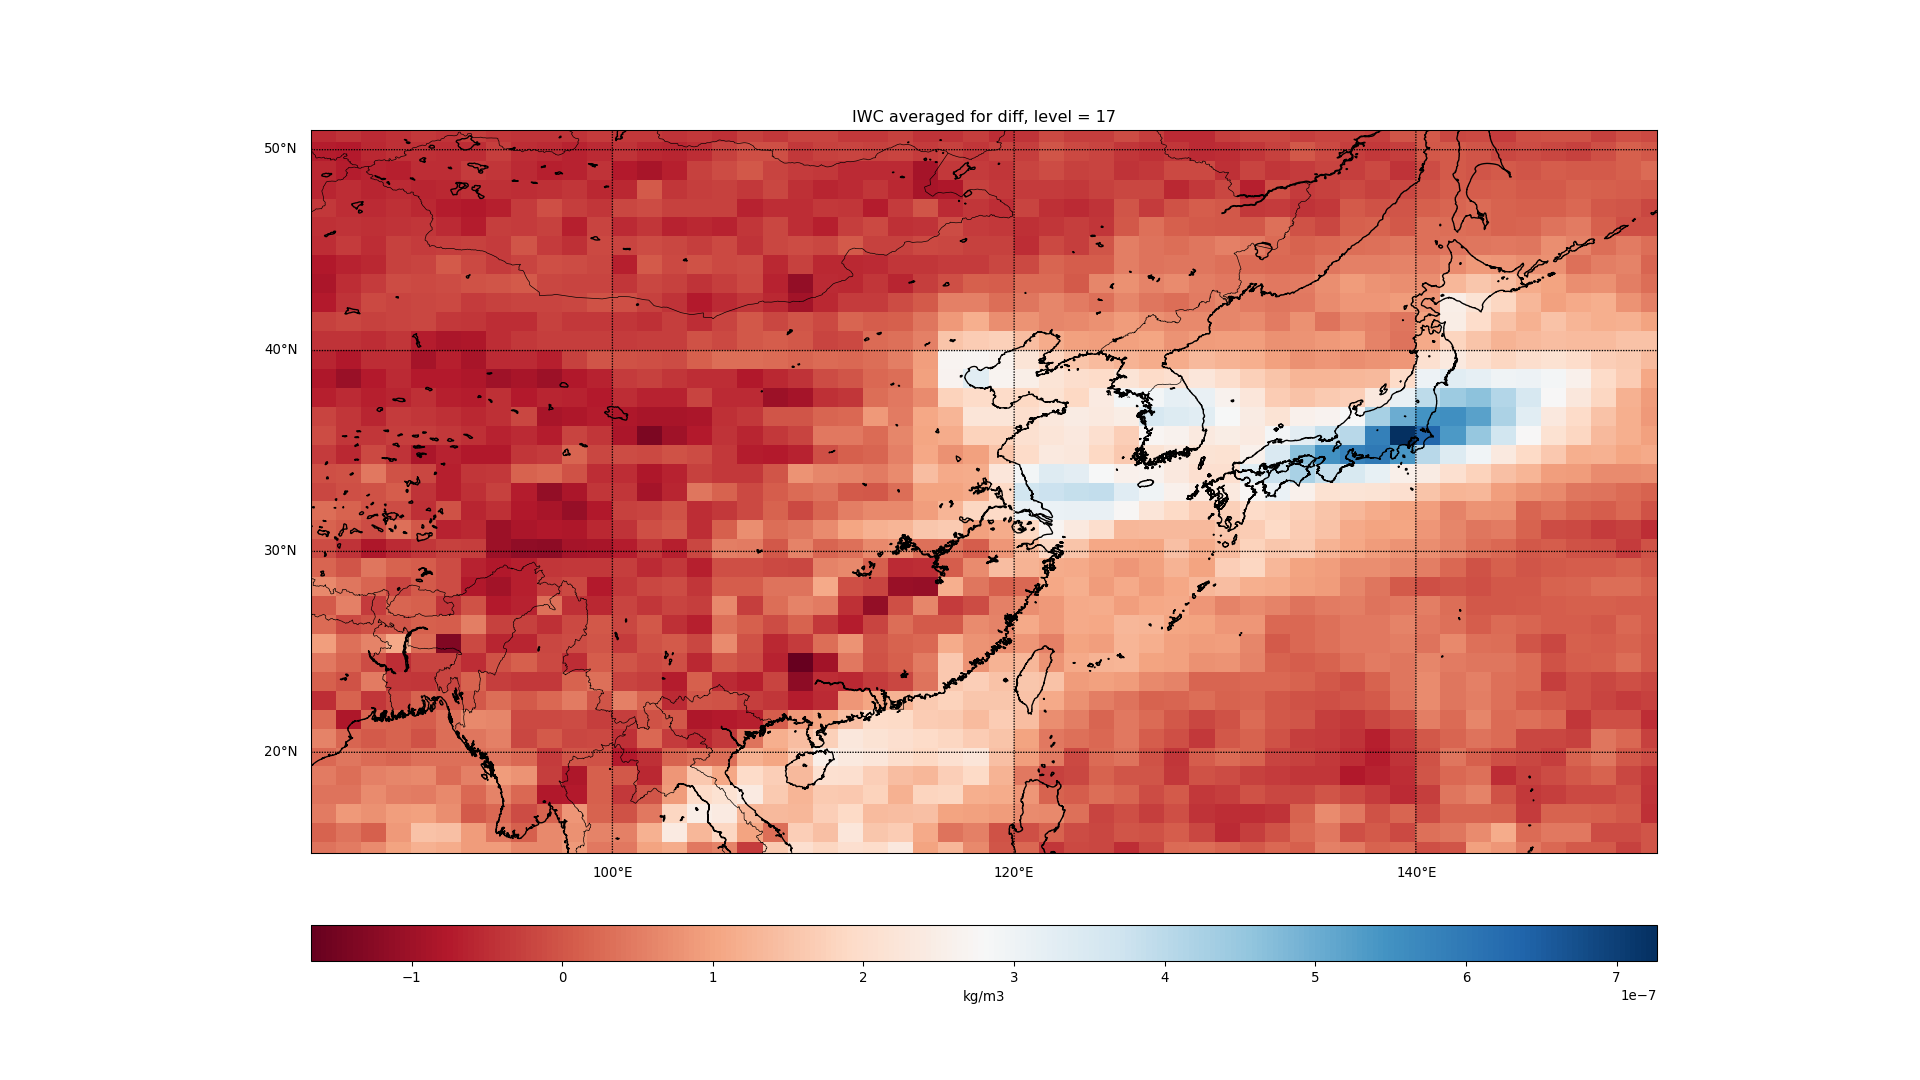 IWC averaged for diff, level = 17
50°N
40°N
30°N
20°N
100°E 120°E 140°E
−1 0 1 2 3 4 5 6 7
kg/m3 1e−7